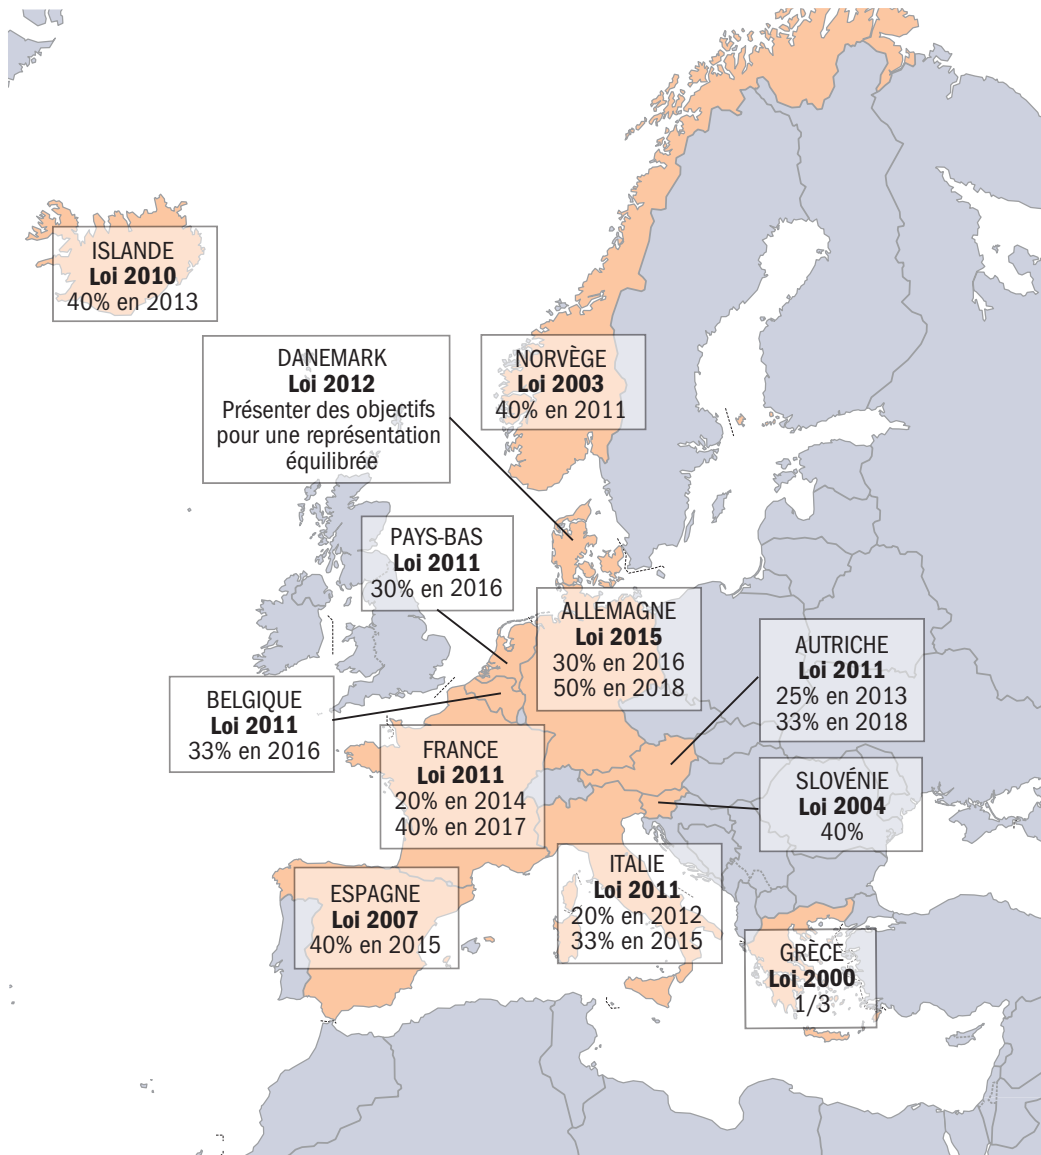 ISLANDE
Loi 2010
40% en 2013
DANEMARK
Loi 2012
Présenter des objectifs
pour une représentation
équilibrée
NORVÈGE
Loi 2003
40% en 2011
PAYS-BAS
Loi 2011
30% en 2016
ALLEMAGNE
Loi 2015
30% en 2016
50% en 2018
AUTRICHE
Loi 2011
25% en 2013
33% en 2018
BELGIQUE
Loi 2011
33% en 2016
FRANCE
Loi 2011
20% en 2014
40% en 2017
SLOVÉNIE
Loi 2004
40%
ITALIE
Loi 2011
20% en 2012
33% en 2015
ESPAGNE
Loi 2007
40% en 2015
GRÈCE
Loi 2000
1/3